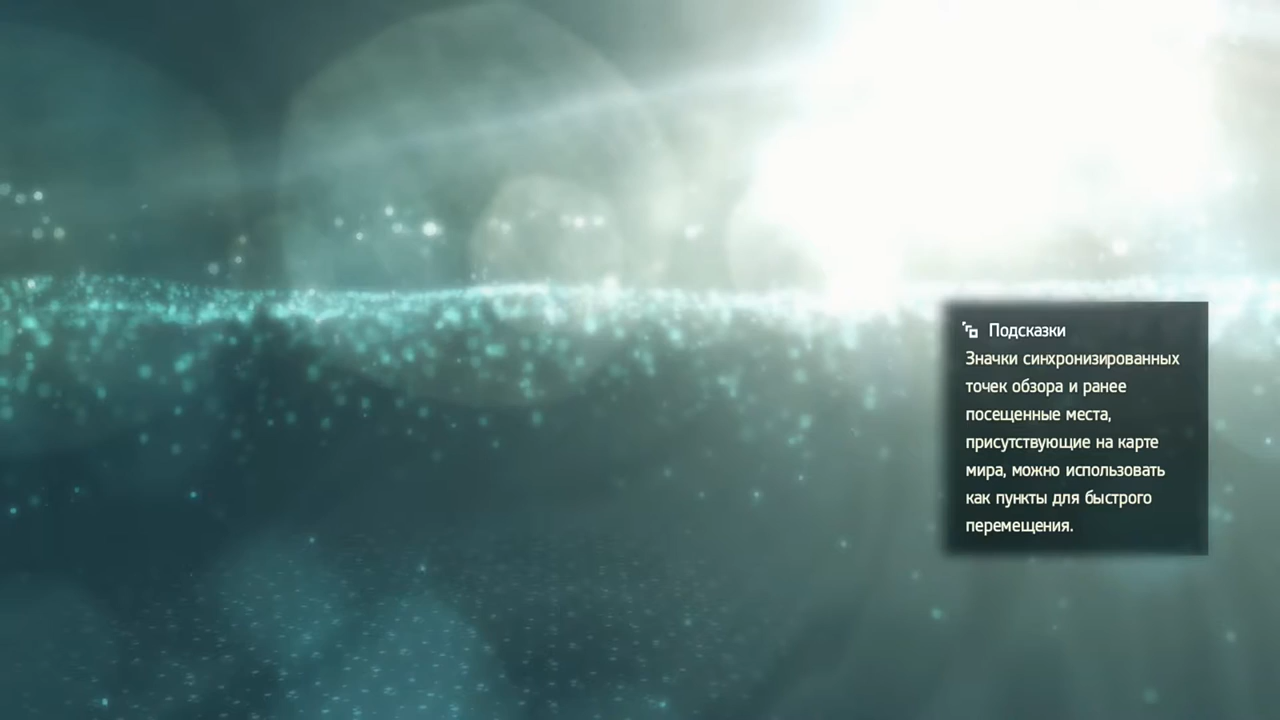 Подсказки
Значки синхронизированных
точек обзора и ранее
посещенные места,
присутствующие на карте
мира, можно использовать
как пункты для быстрого
перемещения.